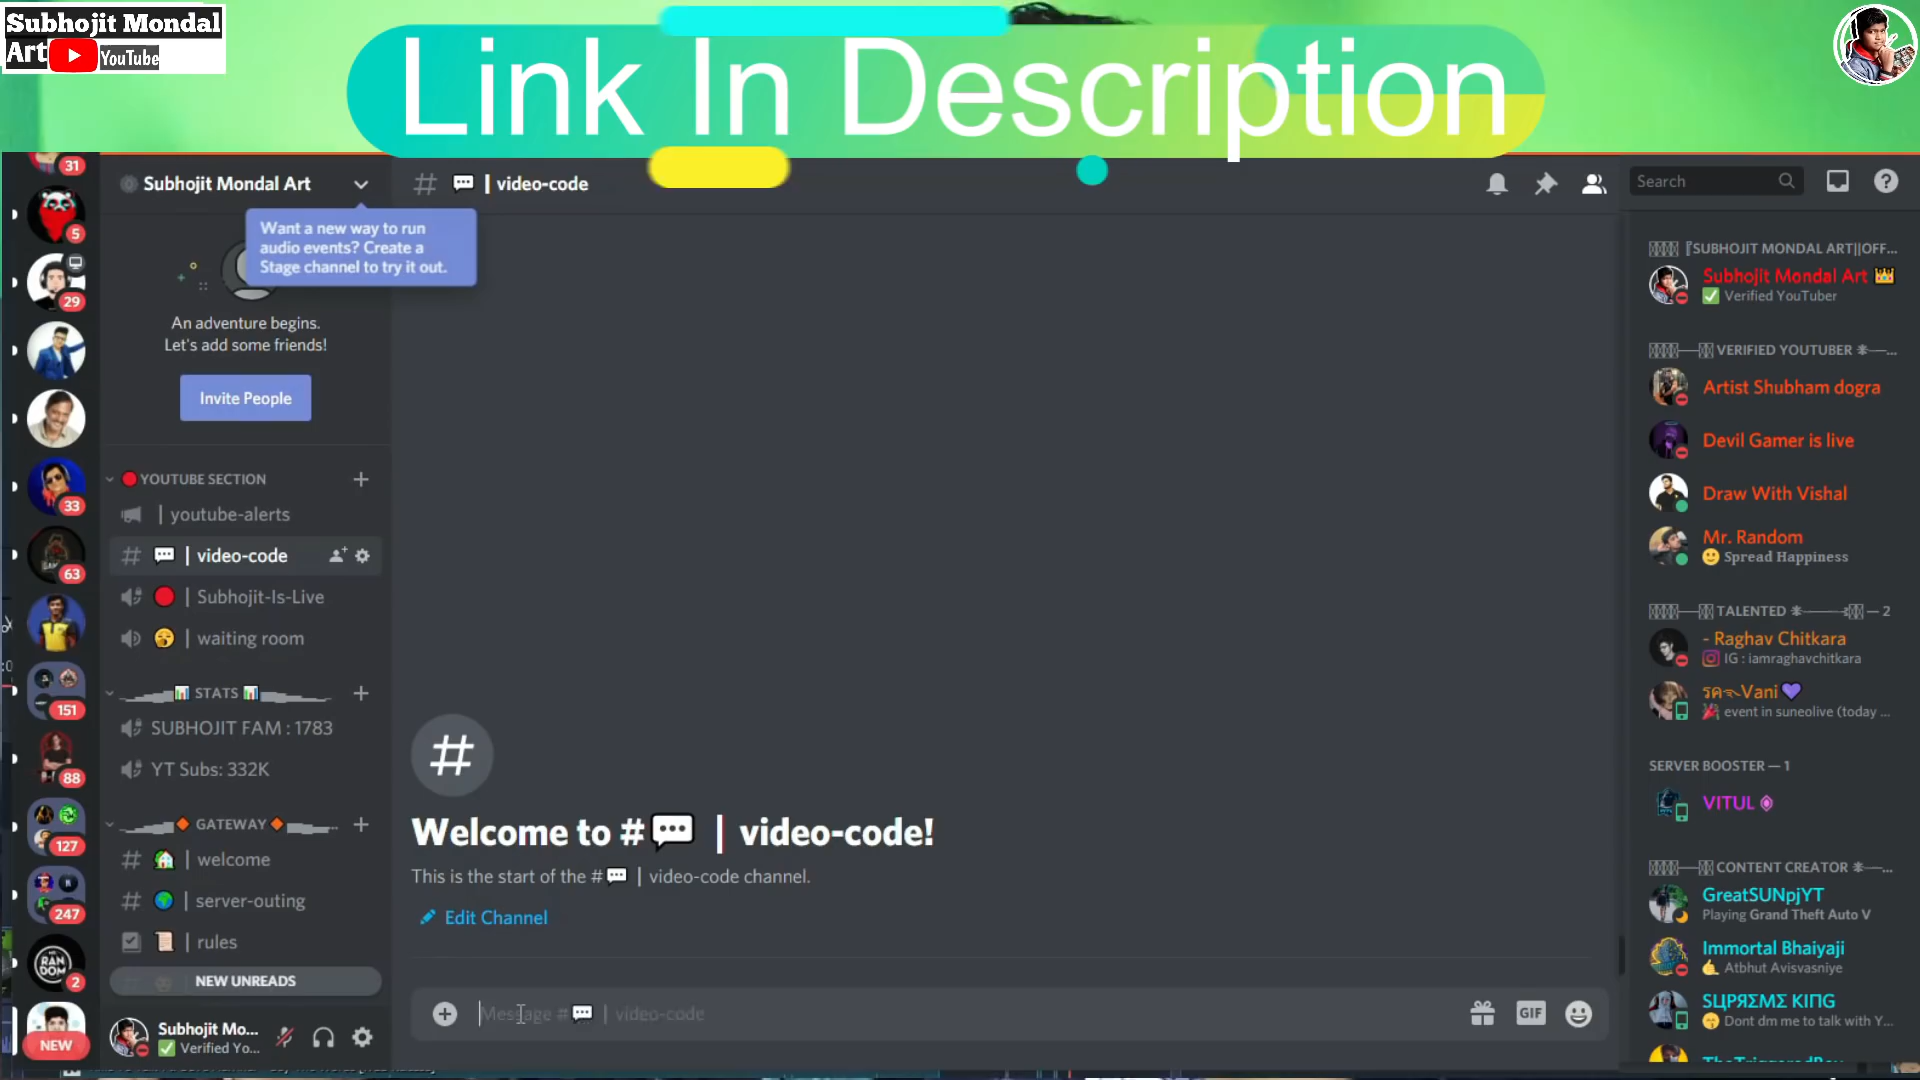 Subhojit Mondal
Art YouTube
Link In Description
31
5
29
33
63
151
88
127
247
RAN
DOM
2
NEW
Subhojit Mondal Art
Want a new way to run
audio events? Create a
Stage channel to try it out.
An adventure begins.
Let's add some friends!
Invite People
🔴 YOUTUBE SECTION
| youtube-alerts
# 💬 | video-code
🔴 | Subhojit-Is-Live
🥱 | waiting room
📊 STATS 📊
SUBHOJIT FAM : 1783
YT Subs: 332K
🔶 GATEWAY 🔶
# 🏡 | welcome
# 🌍 | server-outing
📜 | rules
NEW UNREADS
Subhojit Mo...
✅ Verified Yo...
# 💬 | video-code
#
Welcome to #💬 | video-code!
This is the start of the #💬 | video-code channel.
Edit Channel
Message #💬 | video-code
GIF
Search
『SUBHOJIT MONDAL ART||OFF...
Subhojit Mondal Art 👑
✅ Verified YouTuber
VERIFIED YOUTUBER
Artist Shubham dogra
Devil Gamer is live
Draw With Vishal
Mr. Random
🙂 Spread Happiness
TALENTED — 2
- Raghav Chitkara
IG : iamraghavchitkara
Vani💜
🎉 event in suneolive (today ...
SERVER BOOSTER — 1
VITUL
CONTENT CREATOR
GreatSUNpjYT
Playing Grand Theft Auto V
Immortal Bhaiyaji
Atbhut Avisvasniye
SЦPЯΣMΣ KIПG
Dont dm me to talk with Y...